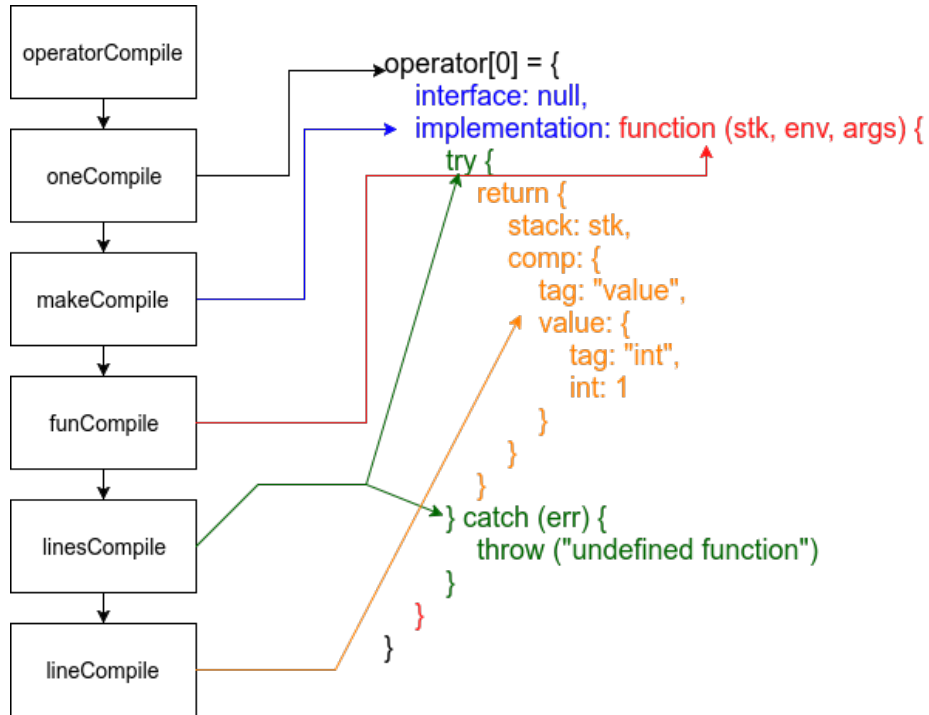 operatorCompile
oneCompile
makeCompile
funCompile
linesCompile
lineCompile
operator[0] = {
interface: null,
implementation: function (stk, env, args) {
try {
return {
stack: stk,
comp: {
tag: "value",
value: {
tag: "int",
int: 1
}
}
}
} catch (err) {
throw ("undefined function")
}
}
}